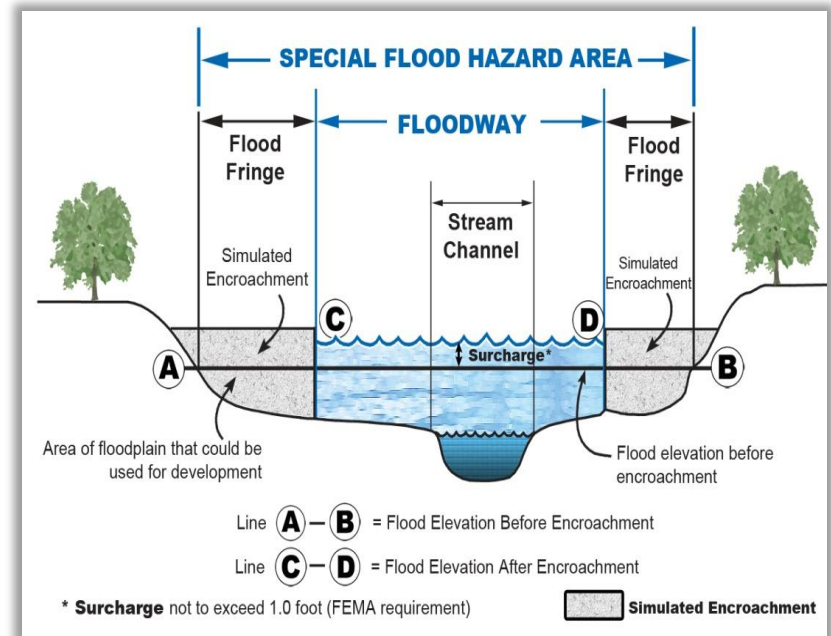 SPECIAL FLOOD HAZARD AREA
FLOODWAY
Flood
Fringe
Flood
Fringe
Stream
Channel
Simulated
Encroachment
Simulated
Encroachment
C
D
Surcharge*
A
B
Area of floodplain that could be
used for development
Flood elevation before
encroachment
Line A – B = Flood Elevation Before Encroachment
Line C – D = Flood Elevation After Encroachment
* Surcharge not to exceed 1.0 foot (FEMA requirement)
Simulated Encroachment